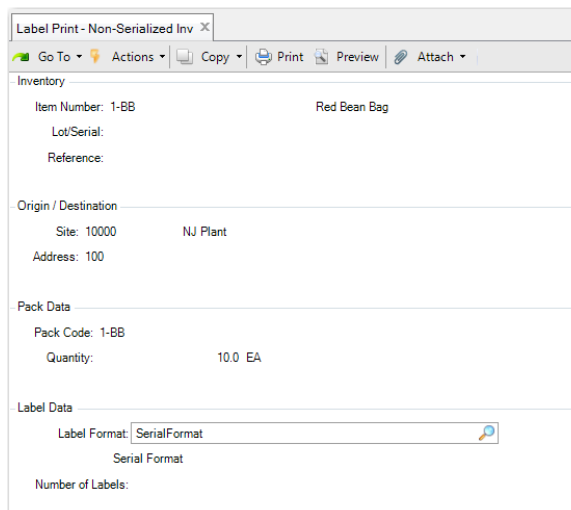 Label Print - Non-Serialized Inv
Go To Actions Copy Print Preview Attach
Inventory
Item Number: 1-BB Red Bean Bag
Lot/Serial:
Reference:
Origin / Destination
Site: 10000 NJ Plant
Address: 100
Pack Data
Pack Code: 1-BB
Quantity: 10.0 EA
Label Data
Label Format: SerialFormat
Serial Format
Number of Labels: